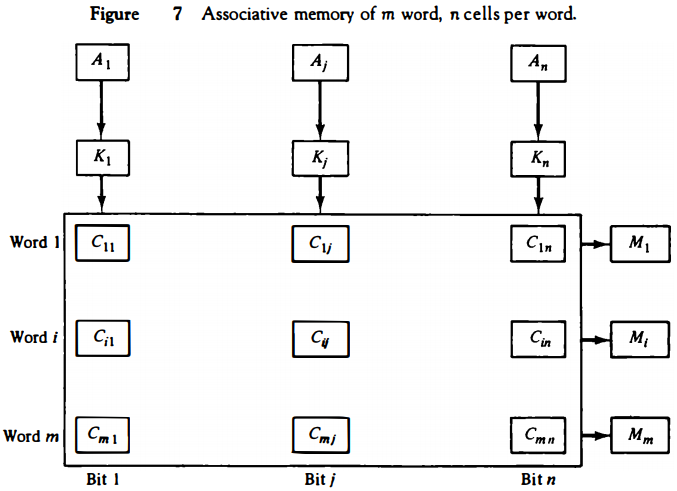 Figure 7 Associative memory of m word, n cells per word.
A1 Aj An
K1 Kj Kn
Word 1 C11 C1j C1n M1
Word i Ci1 Cij Cin Mi
Word m Cm1 Cmj Cmn Mm
Bit 1 Bit j Bit n